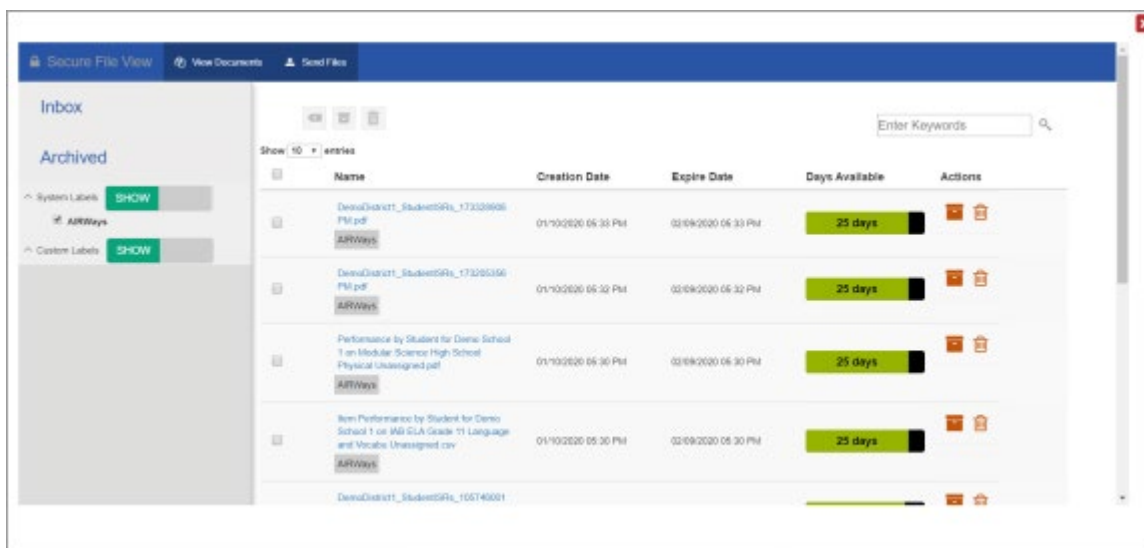 Secure File View View Documents Send Files
Inbox
Enter Keywords
Archived
Show 10 entries
Name Creation Date Expire Date Days Available Actions
System Labels SHOW
AIRWays
Custom Labels SHOW
DemoDistrict1_StudentISRs_173328906
PM.pdf
AIRWays
01/10/2020 05:33 PM 02/09/2020 05:33 PM 25 days
DemoDistrict1_StudentISRs_173205356
PM.pdf
AIRWays
01/10/2020 05:32 PM 02/09/2020 05:32 PM 25 days
Performance by Student for Demo School
1 on Modular Science High School
Physical Unassigned.pdf
AIRWays
01/10/2020 05:30 PM 02/09/2020 05:30 PM 25 days
Item Performance by Student for Demo
School 1 on IAB ELA Grade 11 Language
and Vocabu Unassigned.csv
AIRWays
01/10/2020 05:30 PM 02/09/2020 05:30 PM 25 days